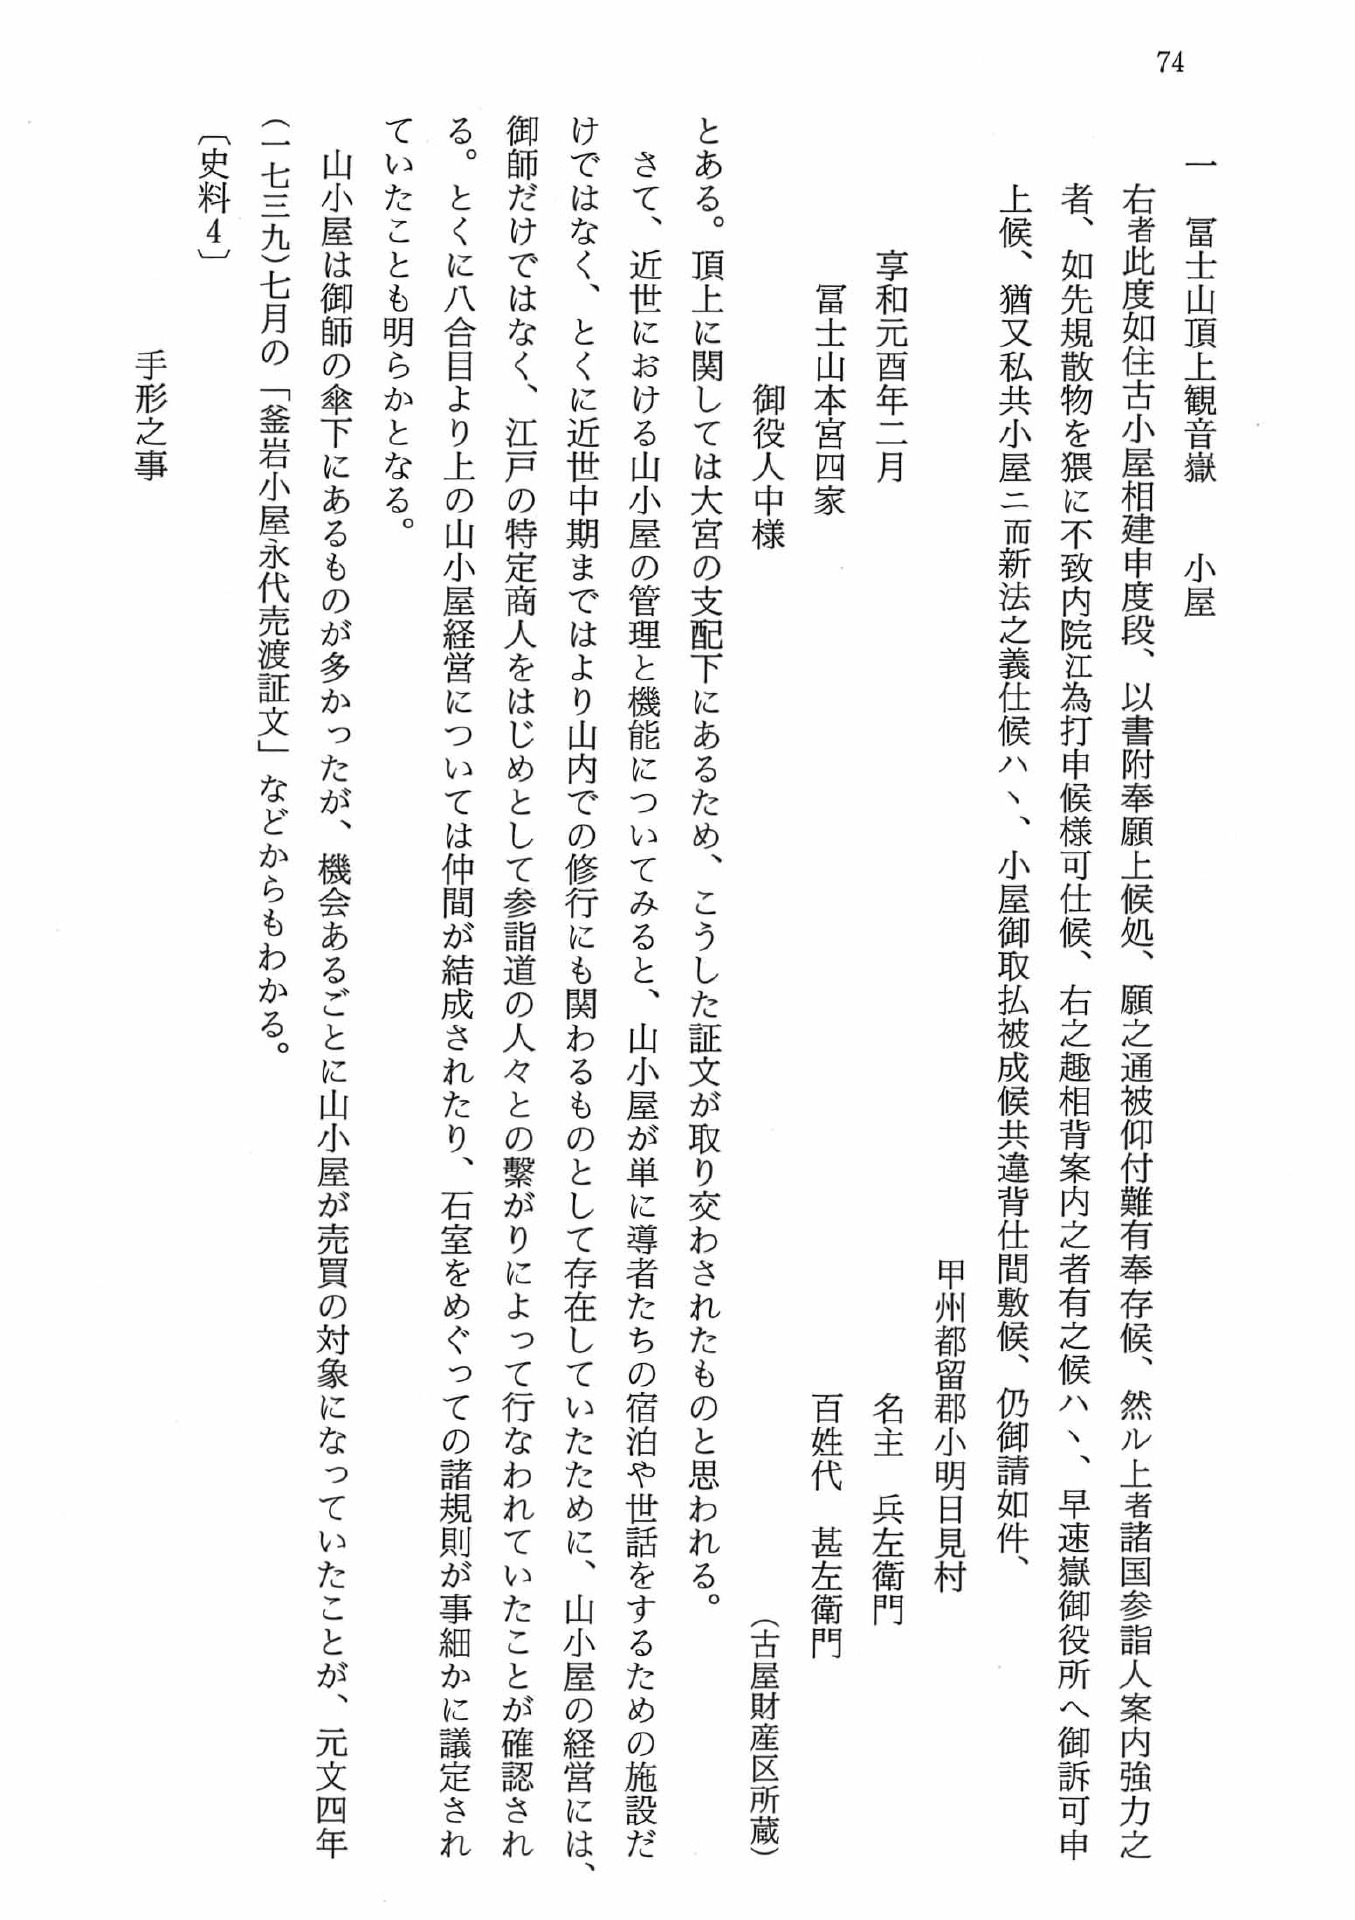 74
一　冨士山頂上観音嶽　　小屋
右者此度如住古小屋相建申度段、以書附奉願上候処、願之通被仰付難有奉存候、然ル上者諸国参詣人案内強力之
者、如先規散物を猥に不致内院江為打申候様可仕候、右之趣相背案内之者有之候ハヽ、早速嶽御役所へ御訴可申
上候、猶又私共小屋ニ而新法之義仕候ハヽ、小屋御取払被成候共違背仕間敷候、仍御請如件、
甲州都留郡小明日見村
享和元酉年二月　　名主　兵左衛門
冨士山本宮四家　　百姓代　甚左衛門
御役人中様　　（古屋財産区所蔵）
とある。頂上に関しては大宮の支配下にあるため、こうした証文が取り交わされたものと思われる。
さて、近世における山小屋の管理と機能についてみると、山小屋が単に導者たちの宿泊や世話をするための施設だ
けではなく、とくに近世中期まではより山内での修行にも関わるものとして存在していたために、山小屋の経営には、
御師だけではなく、江戸の特定商人をはじめとして参詣道の人々との繋がりによって行なわれていたことが確認され
る。とくに八合目より上の山小屋経営については仲間が結成されたり、石室をめぐっての諸規則が事細かに議定され
ていたことも明らかとなる。
山小屋は御師の傘下にあるものが多かったが、機会あるごとに山小屋が売買の対象になっていたことが、元文四年
（一七三九）七月の「釜岩小屋永代売渡証文」などからもわかる。
〔史料4〕
手形之事